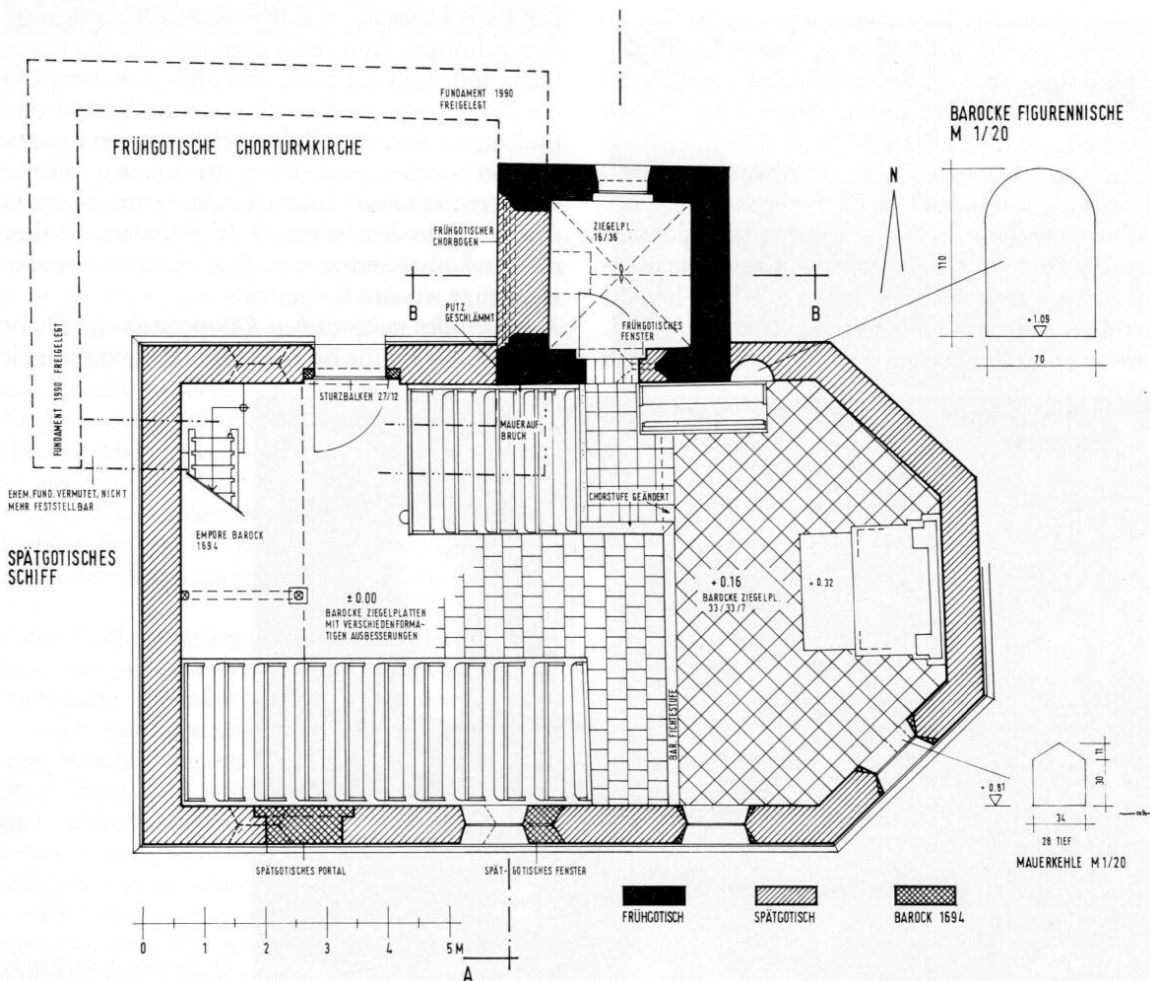 FUNDAMENT 1990
FREIGELEGT
BAROCKE FIGURENNISCHE
M 1/20
FRÜHGOTISCHE CHORTURMKIRCHE
N
FRÜHGOTISCHER
CHORBOGEN
ZIEGELPL.
16/36
110
B
B
PUTZ
GESCHLÄMMT
FRÜHGOTISCHES
FENSTER
+1.09
70
FUNDAMENT 1990 FREIGELEGT
STURZBALKEN 27/12
MAUERAUF-
BRUCH
EHEM. FUND. VERMUTET, NICHT
MEHR FESTSTELLBAR
CHORSTUFE GEÄNDERT
EMPORE BAROCK
1694
SPÄTGOTISCHES
SCHIFF
± 0.00
BAROCKE ZIEGELPLATTEN
MIT VERSCHIEDENFORMA-
TIGEN AUSBESSERUNGEN
+ 0.16
BAROCKE ZIEGELPL.
33/33/7
+ 0.32
BAR FICHTESTUFE
+ 0.81
11
30
34
28 TIEF
MAUERKEHLE M 1/20
SPÄTGOTISCHES PORTAL
SPÄT- GOTISCHES FENSTER
FRÜHGOTISCH
SPÄTGOTISCH
BAROCK 1694
0 1 2 3 4 5 M
A